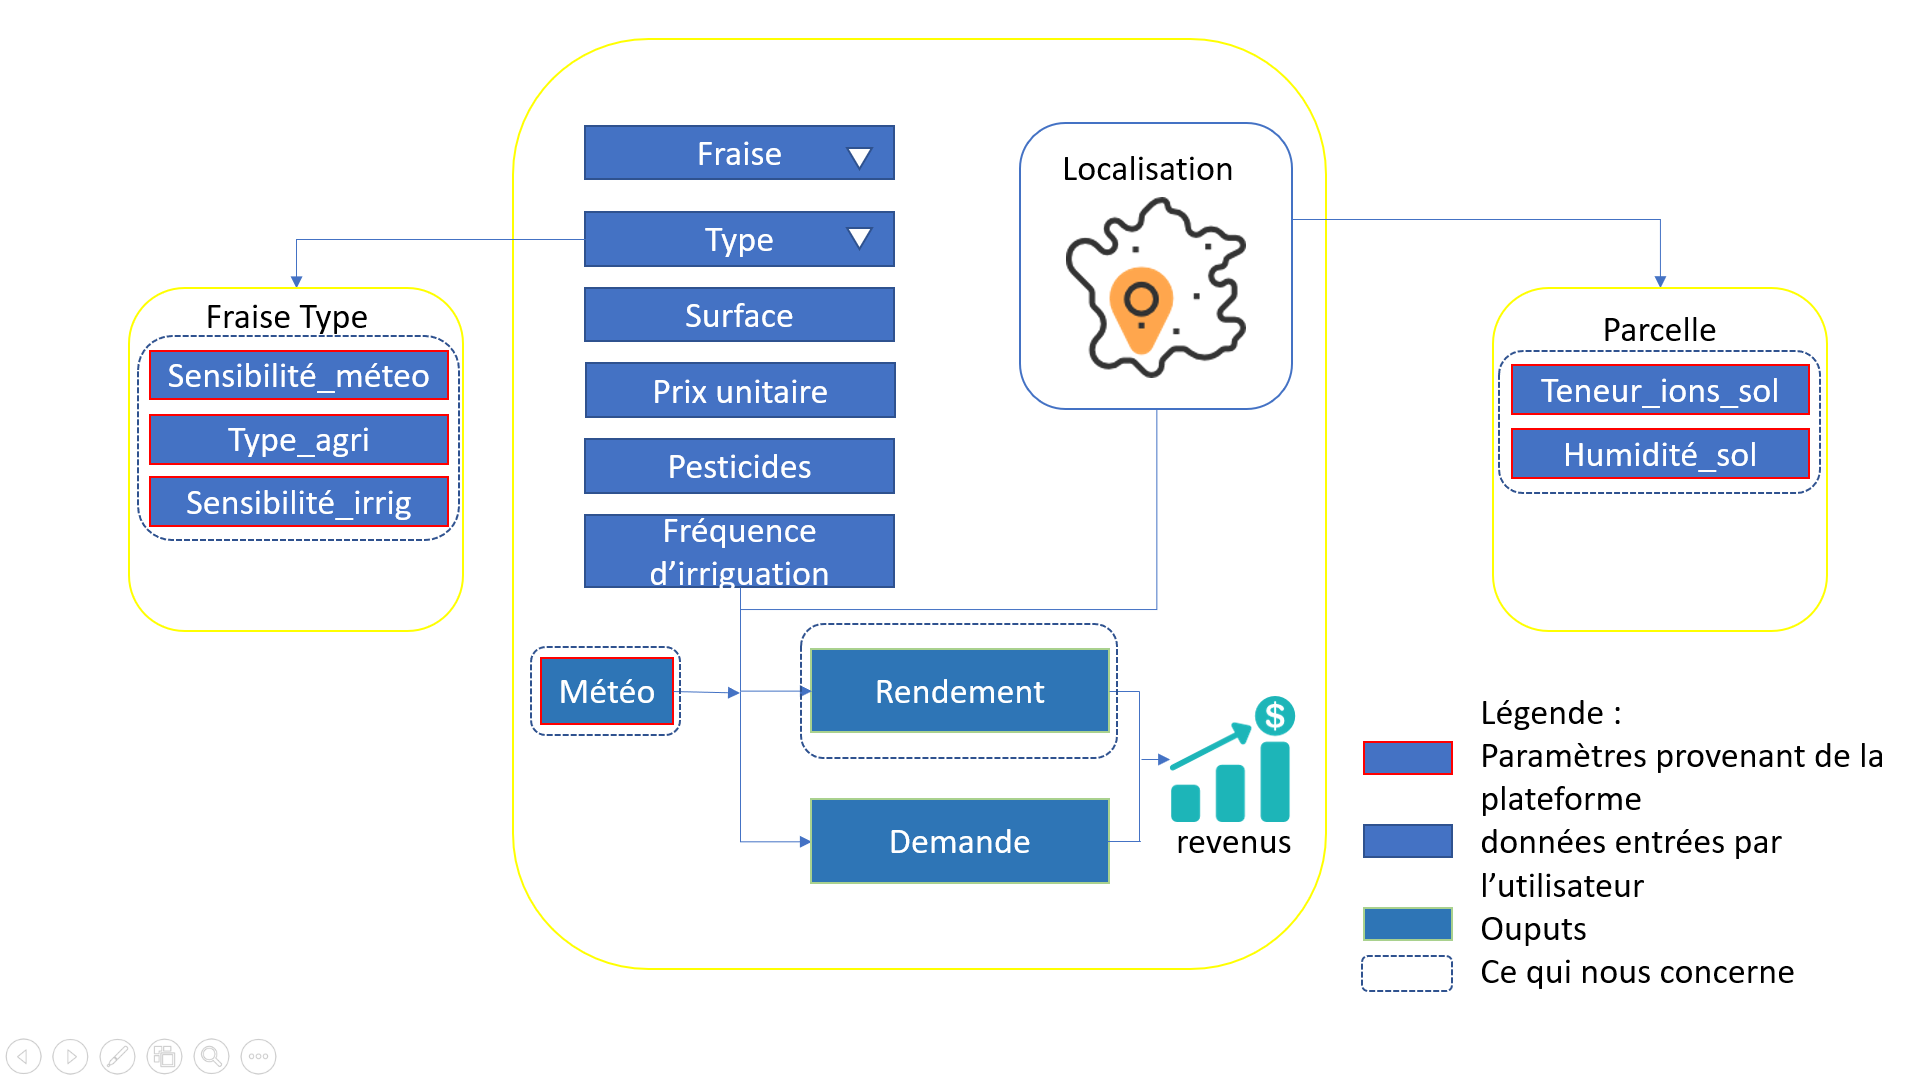 Fraise
Type
Surface
Prix unitaire
Pesticides
Fréquence
d’irriguation
Localisation
Fraise Type
Sensibilité_méteo
Type_agri
Sensibilité_irrig
Parcelle
Teneur_ions_sol
Humidité_sol
Météo
Rendement
Demande
$
revenus
Légende :
Paramètres provenant de la
plateforme
données entrées par
l’utilisateur
Ouputs
Ce qui nous concerne